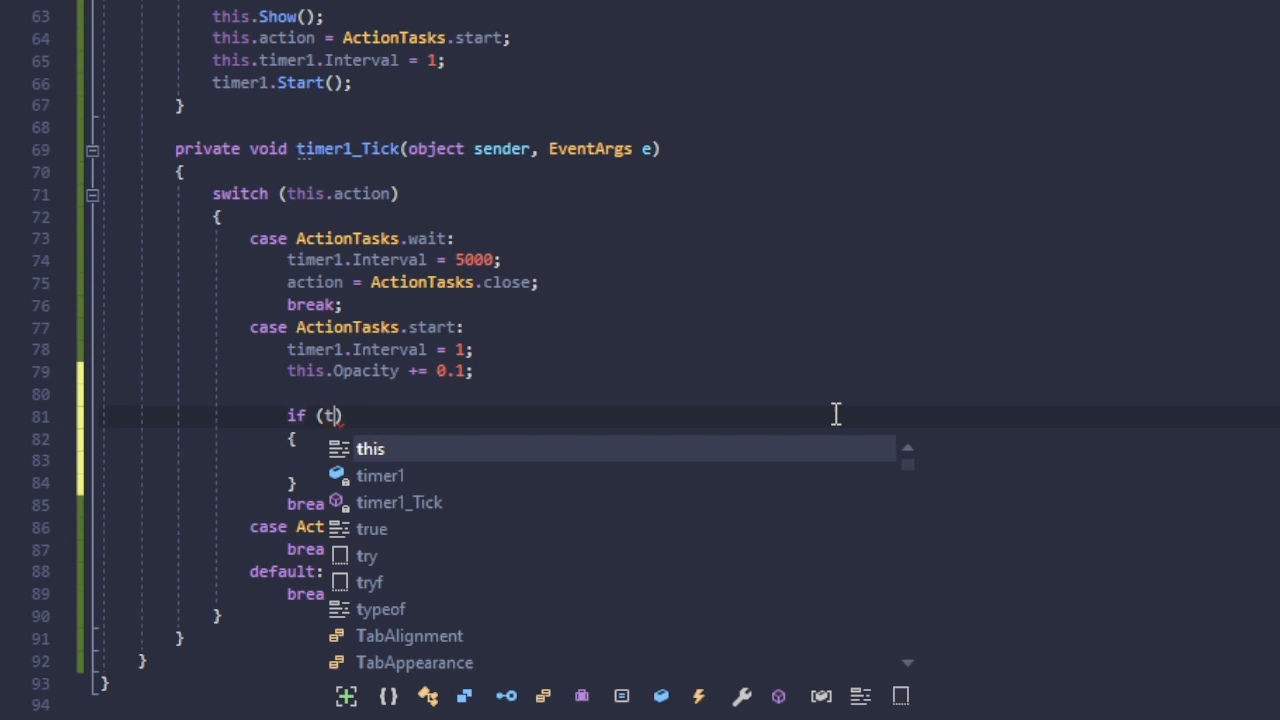 63 this.Show();
64 this.action = ActionTasks.start;
65 this.timer1.Interval = 1;
66 timer1.Start();
67 }
68
69 private void timer1_Tick(object sender, EventArgs e)
70 {
71 switch (this.action)
72 {
73 case ActionTasks.wait:
74 timer1.Interval = 5000;
75 action = ActionTasks.close;
76 break;
77 case ActionTasks.start:
78 timer1.Interval = 1;
79 this.Opacity += 0.1;
80
81 if (t)
82 {
this
83
timer1
84 }
85 brea
timer1_Tick
86 case Act
true
87 brea
try
88 default:
tryf
89 brea
typeof
90 }
TabAlignment
91 }
92 }
TabAppearance
93 }
94